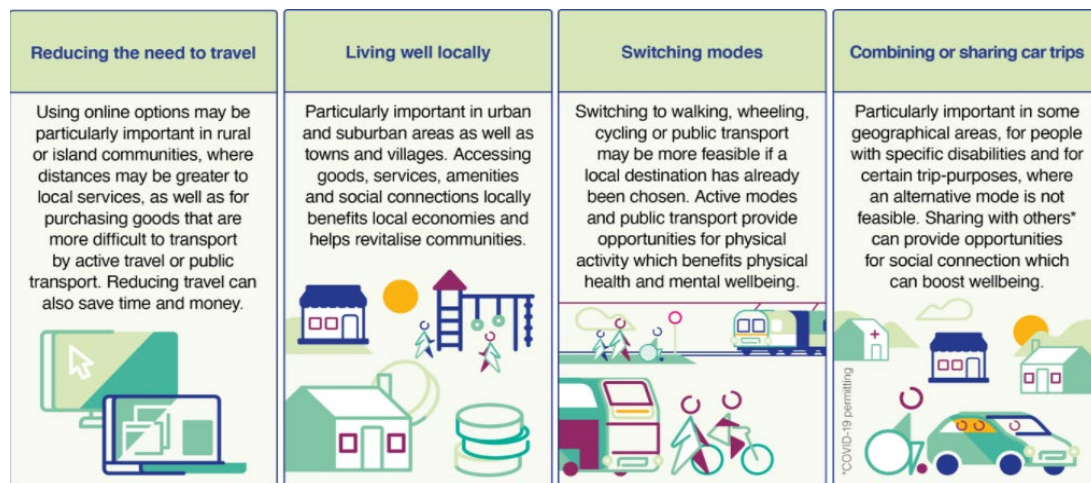 Reducing the need to travel
Using online options may be
particularly important in rural
or island communities, where
distances may be greater to
local services, as well as for
purchasing goods that are
more difficult to transport
by active travel or public
transport. Reducing travel can
also save time and money.
Living well locally
Particularly important in urban
and suburban areas as well as
towns and villages. Accessing
goods, services, amenities
and social connections locally
benefits local economies and
helps revitalise communities.
Switching modes
Switching to walking, wheeling,
cycling or public transport
may be more feasible if a
local destination has already
been chosen. Active modes
and public transport provide
opportunities for physical
activity which benefits physical
health and mental wellbeing.
Combining or sharing car trips
Particularly important in some
geographical areas, for people
with specific disabilities and for
certain trip-purposes, where
an alternative mode is not
feasible. Sharing with others*
can provide opportunities
for social connection which
can boost wellbeing.
*COVID-19 permitting